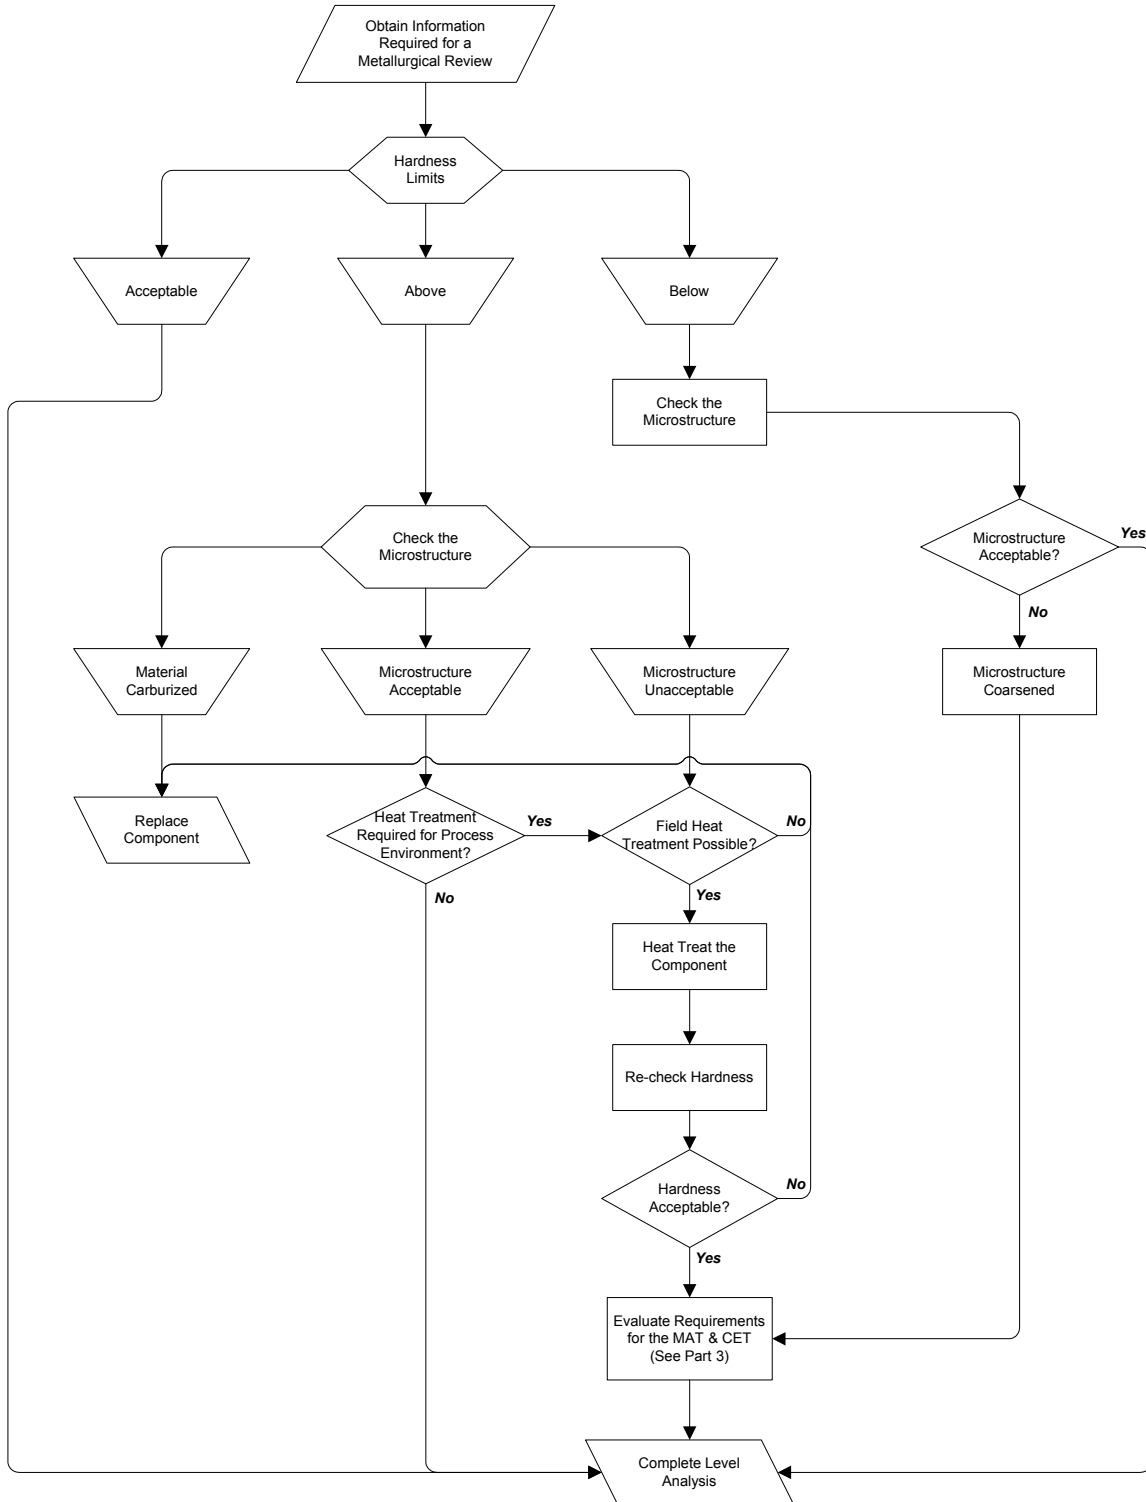 Obtain Information
Required for a
Metallurgical Review
Hardness
Limits
Acceptable
Above
Below
Check the
Microstructure
Check the
Microstructure
Microstructure
Acceptable?
Yes
No
Material
Carburized
Microstructure
Acceptable
Microstructure
Unacceptable
Microstructure
Coarsened
Replace
Component
Heat Treatment
Required for Process
Environment?
Yes
No
Field Heat
Treatment Possible?
No
Yes
Heat Treat the
Component
Re-check Hardness
Hardness
Acceptable?
No
Yes
Evaluate Requirements
for the MAT & CET
(See Part 3)
Complete Level
Analysis